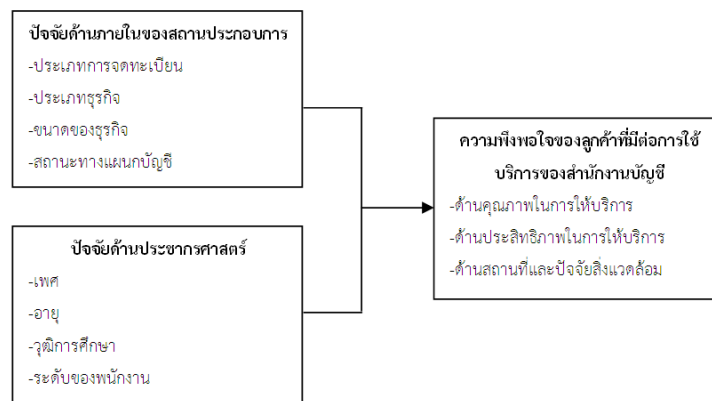 ปัจจัยด้านภายในของสถานประกอบการ
-ประเภทการจดทะเบียน
-ประเภทธุรกิจ
-ขนาดของธุรกิจ
-สถานะทางแผนกบัญชี
ความพึงพอใจของลูกค้าที่มีต่อการใช้
บริการของสำนักงานบัญชี
-ด้านคุณภาพในการให้บริการ
-ด้านประสิทธิภาพในการให้บริการ
-ด้านสถานที่และปัจจัยสิ่งแวดล้อม
ปัจจัยด้านประชากรศาสตร์
-เพศ
-อายุ
-วุฒิการศึกษา
-ระดับของพนักงาน